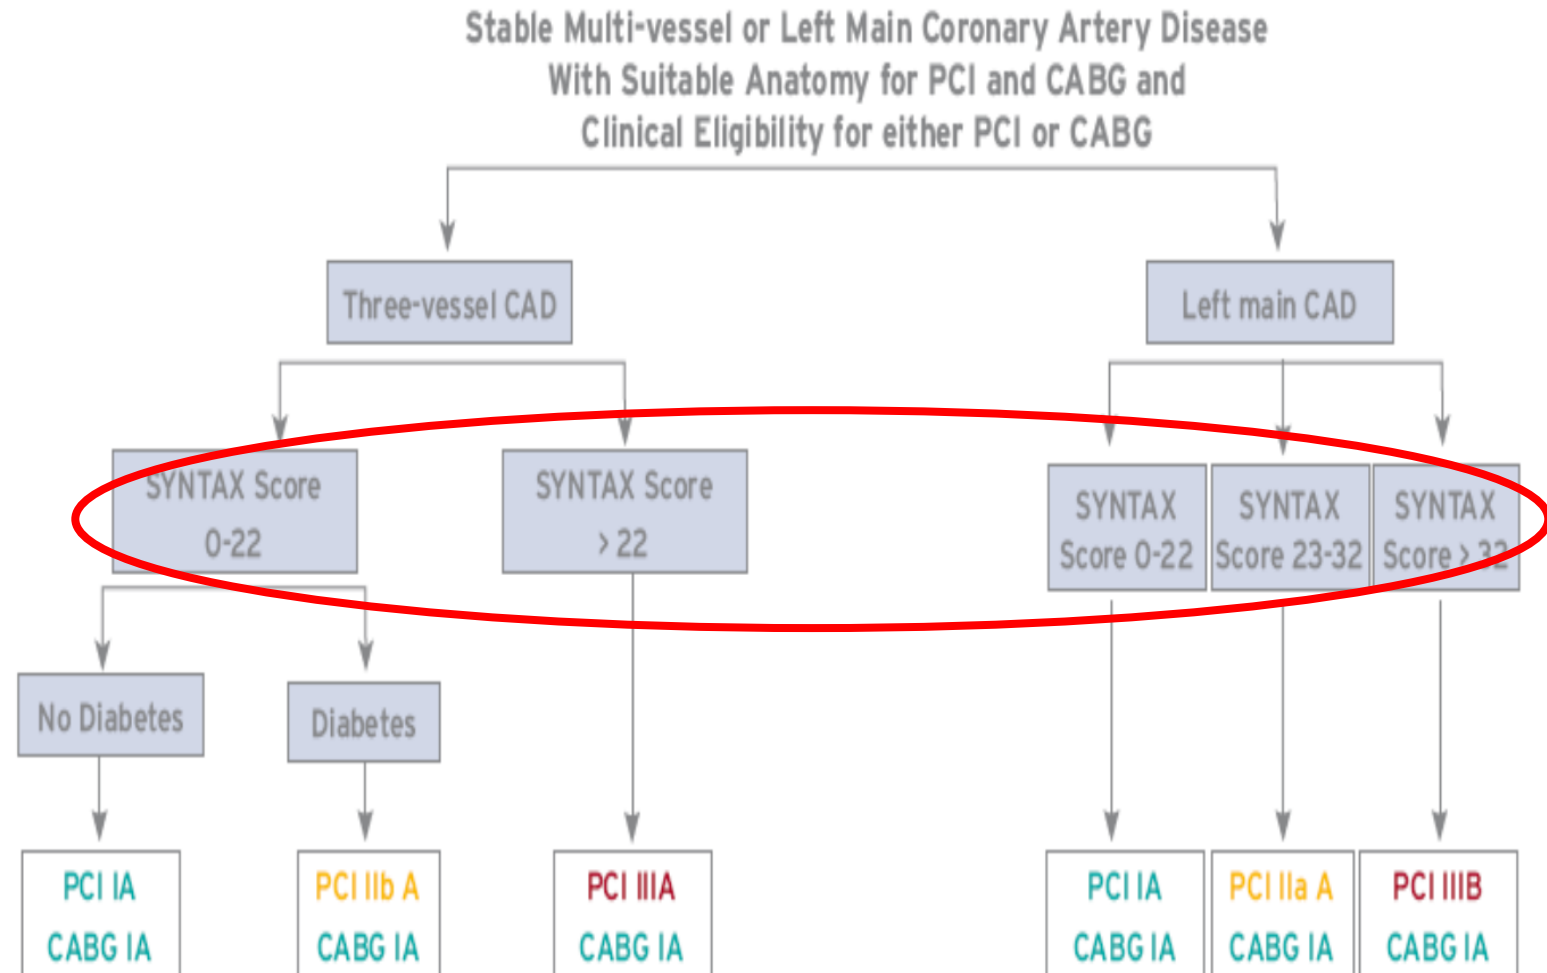 Stable Multi-vessel or Left Main Coronary Artery Disease
With Suitable Anatomy for PCI and CABG and
Clinical Eligibility for either PCI or CABG
Three-vessel CAD
Left main CAD
SYNTAX Score
0-22
SYNTAX Score
> 22
SYNTAX
Score 0-22
SYNTAX
Score 23-32
SYNTAX
Score > 32
No Diabetes
Diabetes
PCI IA
CABG IA
PCI IIb A
CABG IA
PCI IIIA
CABG IA
PCI IA
CABG IA
PCI IIa A
CABG IA
PCI IIIB
CABG IA